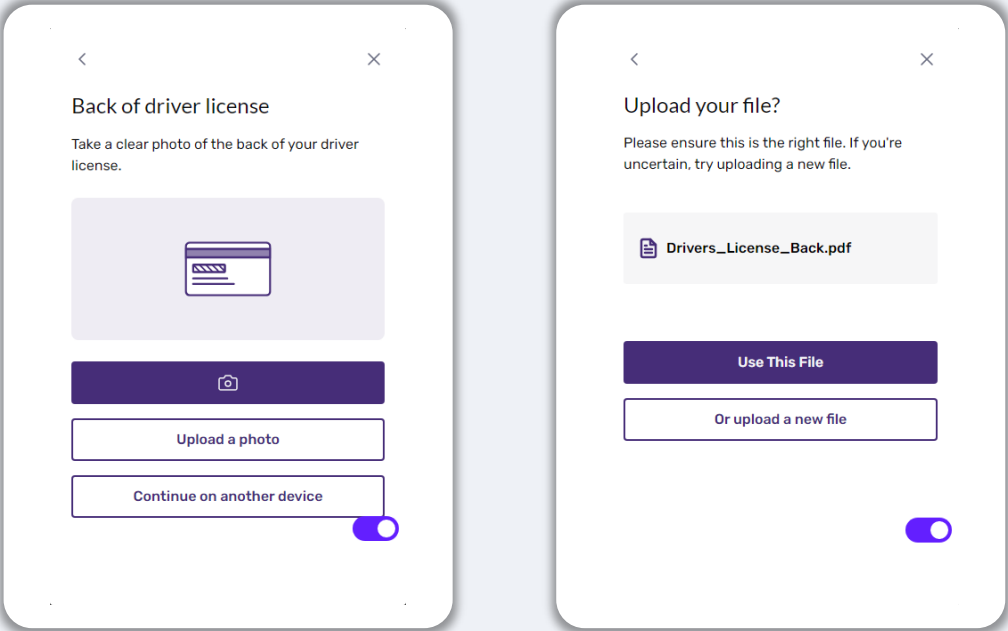 Back of driver license
Take a clear photo of the back of your driver
license.
Upload a photo
Continue on another device
Upload your file?
Please ensure this is the right file. If you're
uncertain, try uploading a new file.
Drivers_License_Back.pdf
Use This File
Or upload a new file